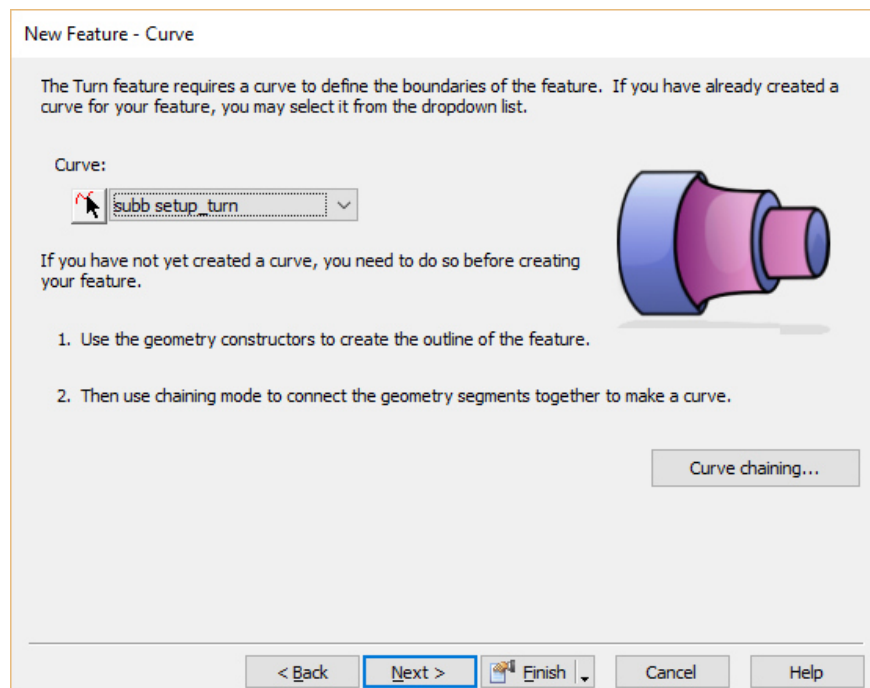 New Feature - Curve
The Turn feature requires a curve to define the boundaries of the feature.  If you have already created a
curve for your feature, you may select it from the dropdown list.
Curve:
subb setup_turn
If you have not yet created a curve, you need to do so before creating
your feature.
1. Use the geometry constructors to create the outline of the feature.
2. Then use chaining mode to connect the geometry segments together to make a curve.
Curve chaining...
< Back Next > Finish Cancel Help